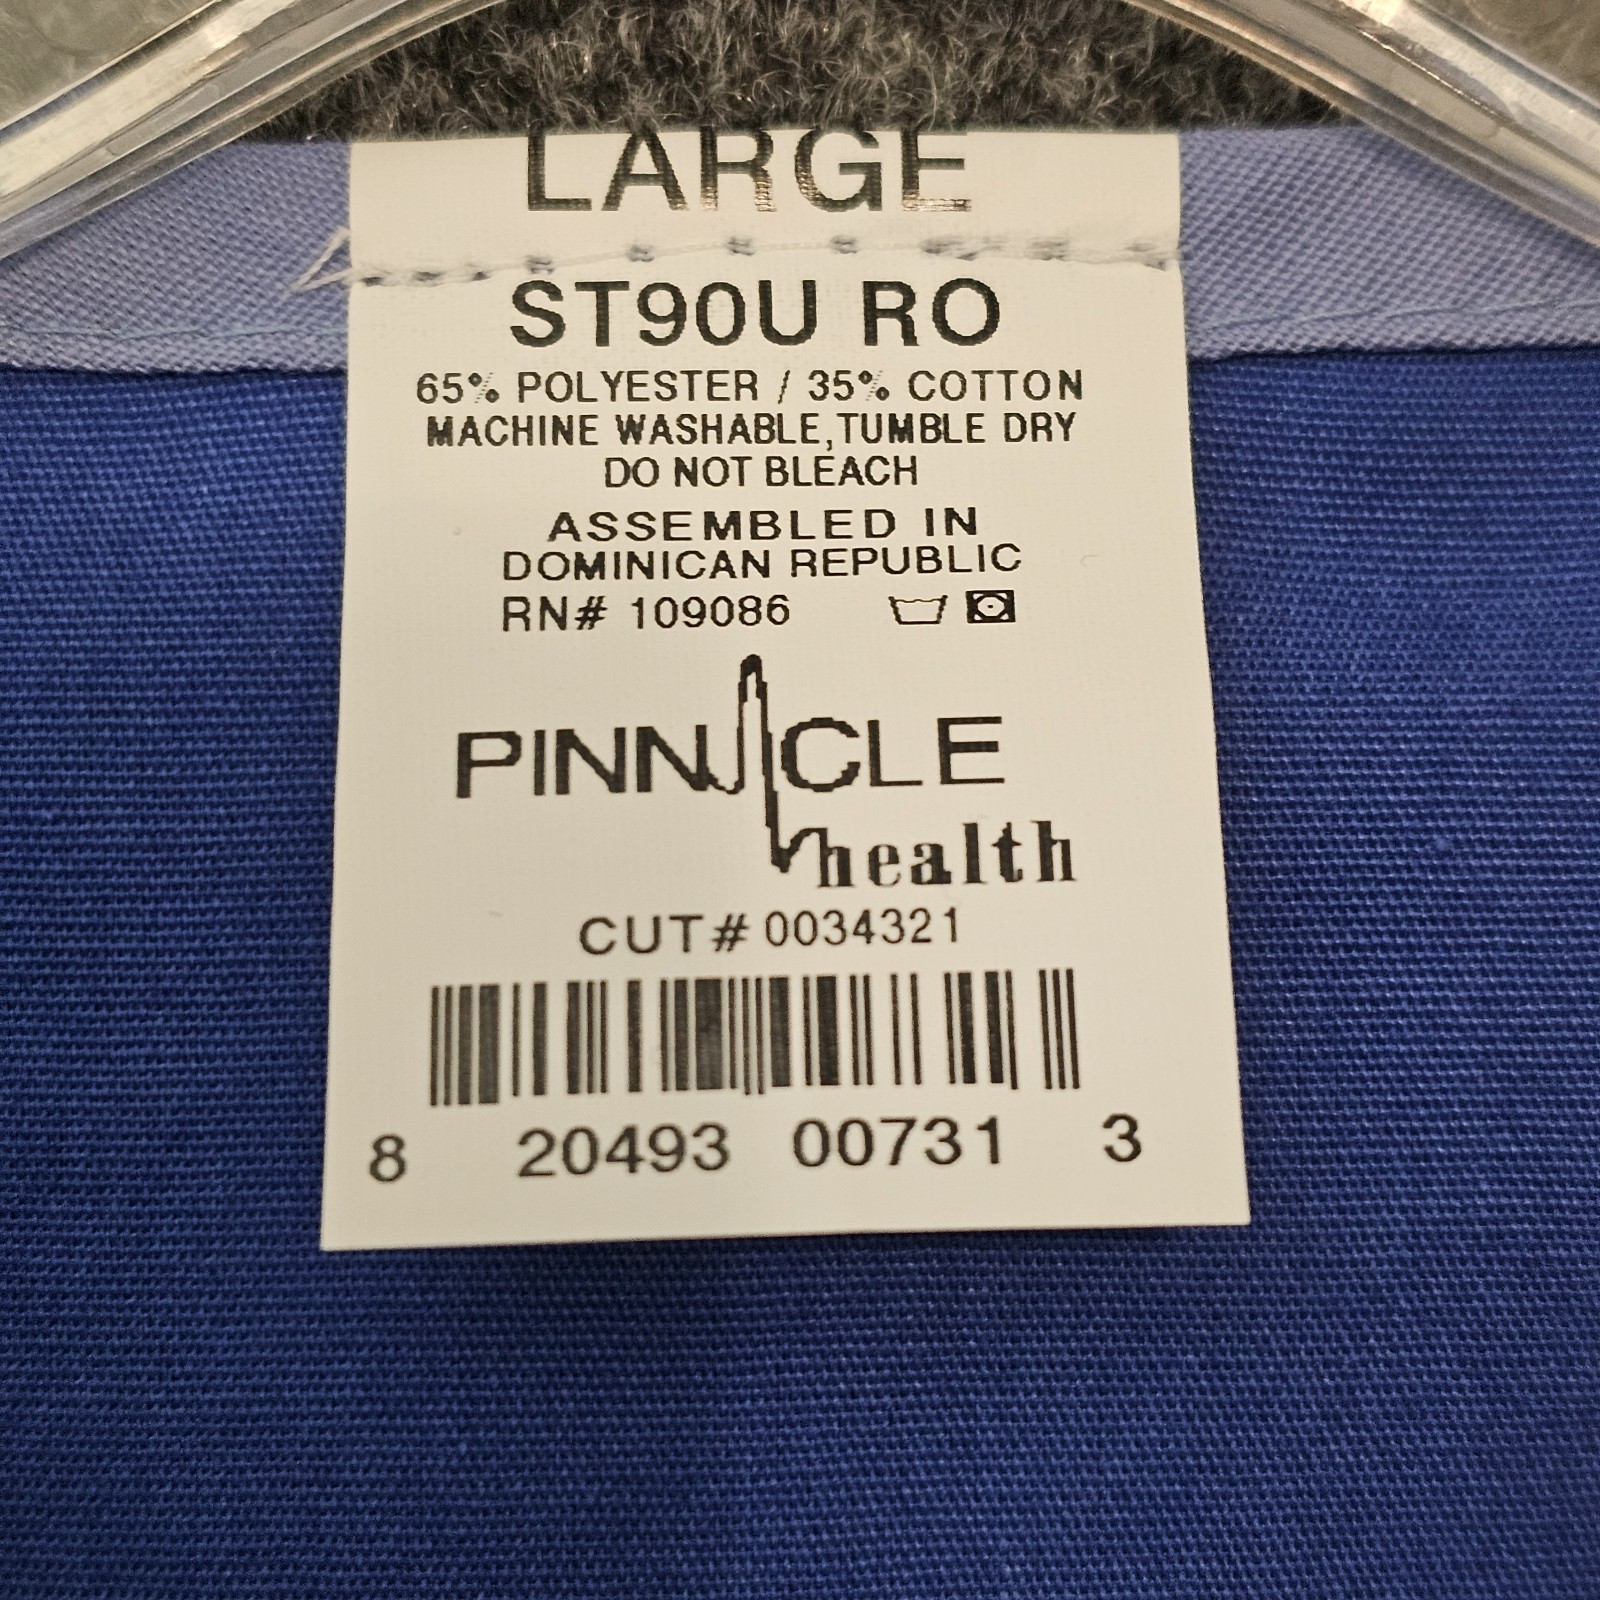 LARGE
ST90U RO
65% POLYESTER / 35% COTTON
MACHINE WASHABLE,TUMBLE DRY
DO NOT BLEACH
ASSEMBLED IN
DOMINICAN REPUBLIC
RN# 109086
PINNACLE
health
CUT# 0034321
8 20493 00731 3